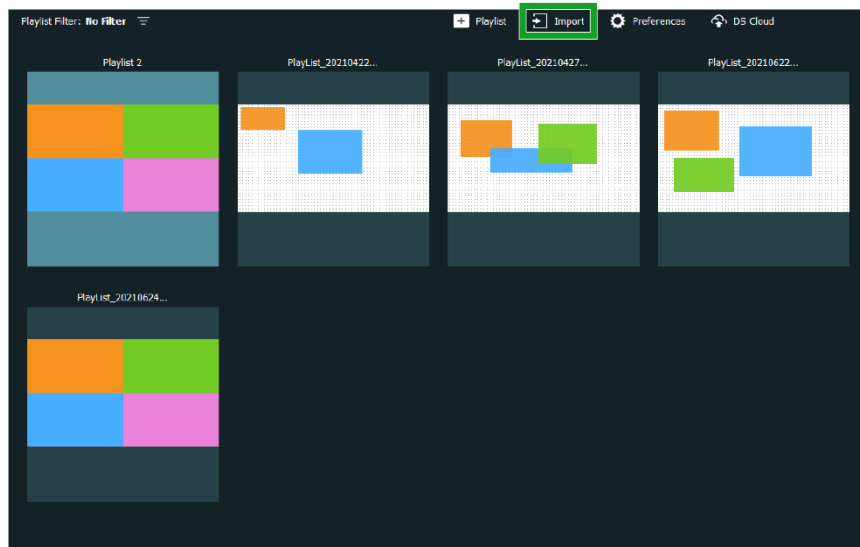 Playlist Filter: No Filter
Playlist
Import
Preferences
DS Cloud
Playlist 2
PlayList_20210422...
PlayList_20210427...
PlayList_20210622...
PlayList_20210624...